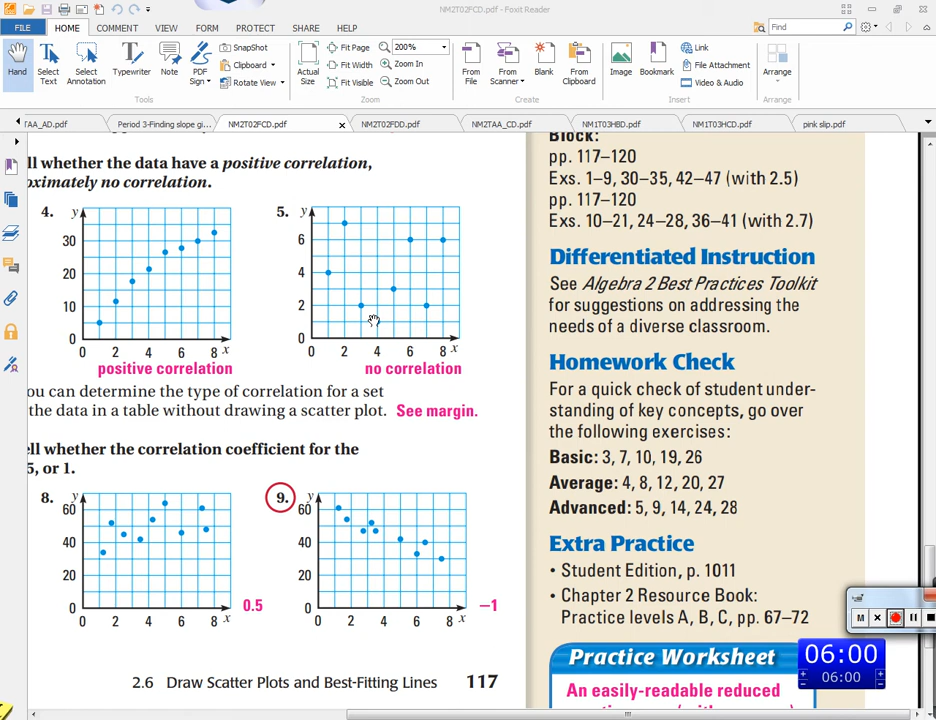 NM2T02FCD.pdf - Foxit Reader
FILE HOME COMMENT VIEW FORM PROTECT SHARE HELP
Find
Hand
Select Text
Select Annotation
Typewriter
Note
PDF Sign
SnapShot
Clipboard
Rotate View
Tools
Actual Size
Fit Page
Fit Width
Fit Visible
200%
Zoom In
Zoom Out
Zoom
From File
From Scanner
Blank
From Clipboard
Create
Image
Bookmark
Link
File Attachment
Video & Audio
Insert
Arrange
Arrange
TAA_AD.pdf Period 3-Finding slope gi... NM2T02FCD.pdf NM2T02FDD.pdf NM2TAA_CD.pdf NM1T03HBD.pdf NM1T03HCD.pdf pink slip.pdf
ll whether the data have a positive correlation,
oximately no correlation.
4.
y
30
20
10
0
0 2 4 6 8 x
positive correlation
5.
y
6
4
2
0
0 2 4 6 8 x
no correlation
ou can determine the type of correlation for a set
the data in a table without drawing a scatter plot. See margin.
ell whether the correlation coefficient for the
5, or 1.
8.
y
60
40
20
0
0 2 4 6 8 x
0.5
9.
y
60
40
20
0
0 2 4 6 8 x
–1
2.6 Draw Scatter Plots and Best-Fitting Lines 117
Block:
pp. 117–120
Exs. 1–9, 30–35, 42–47 (with 2.5)
pp. 117–120
Exs. 10–21, 24–28, 36–41 (with 2.7)
Differentiated Instruction
See Algebra 2 Best Practices Toolkit
for suggestions on addressing the
needs of a diverse classroom.
Homework Check
For a quick check of student under-
standing of key concepts, go over
the following exercises:
Basic: 3, 7, 10, 19, 26
Average: 4, 8, 12, 20, 27
Advanced: 5, 9, 14, 24, 28
Extra Practice
• Student Edition, p. 1011
• Chapter 2 Resource Book:
Practice levels A, B, C, pp. 67–72
Practice Worksheet
An easily-readable reduced
M
06:00
06:00